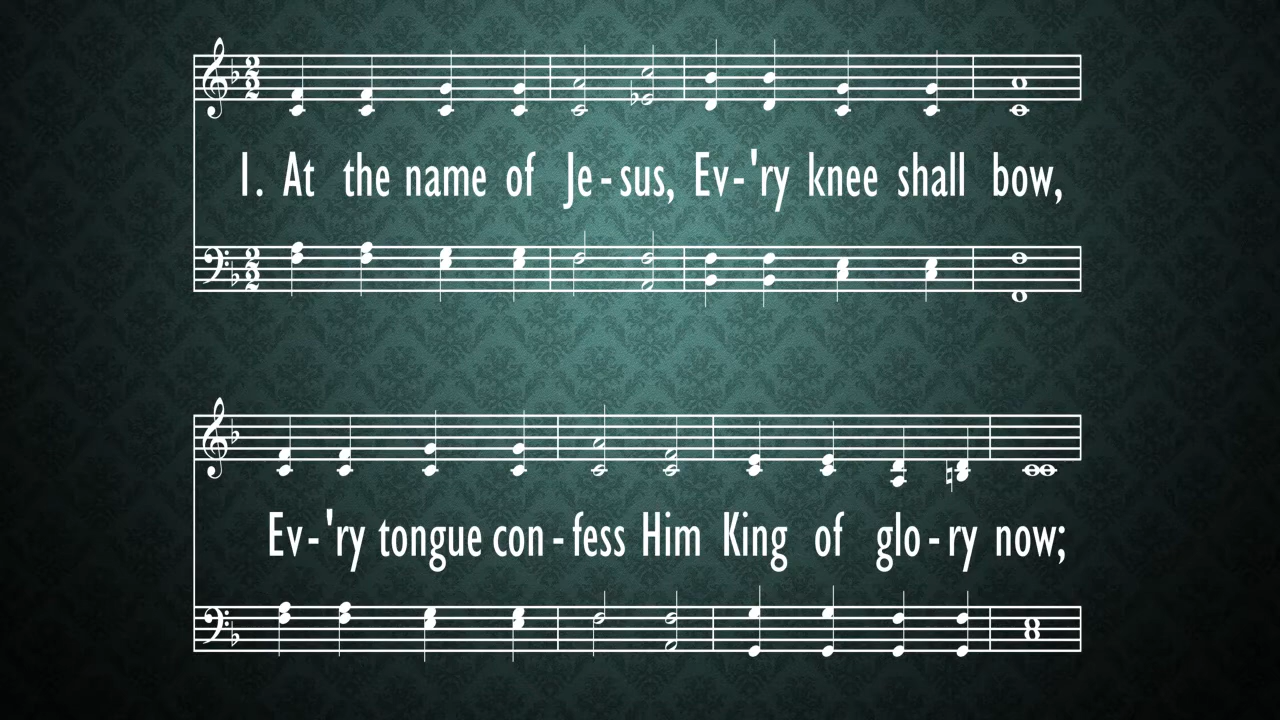 1. At the name of Je-sus, Ev-'ry knee shall bow,
Ev-'ry tongue con-fess Him King of glo-ry now;